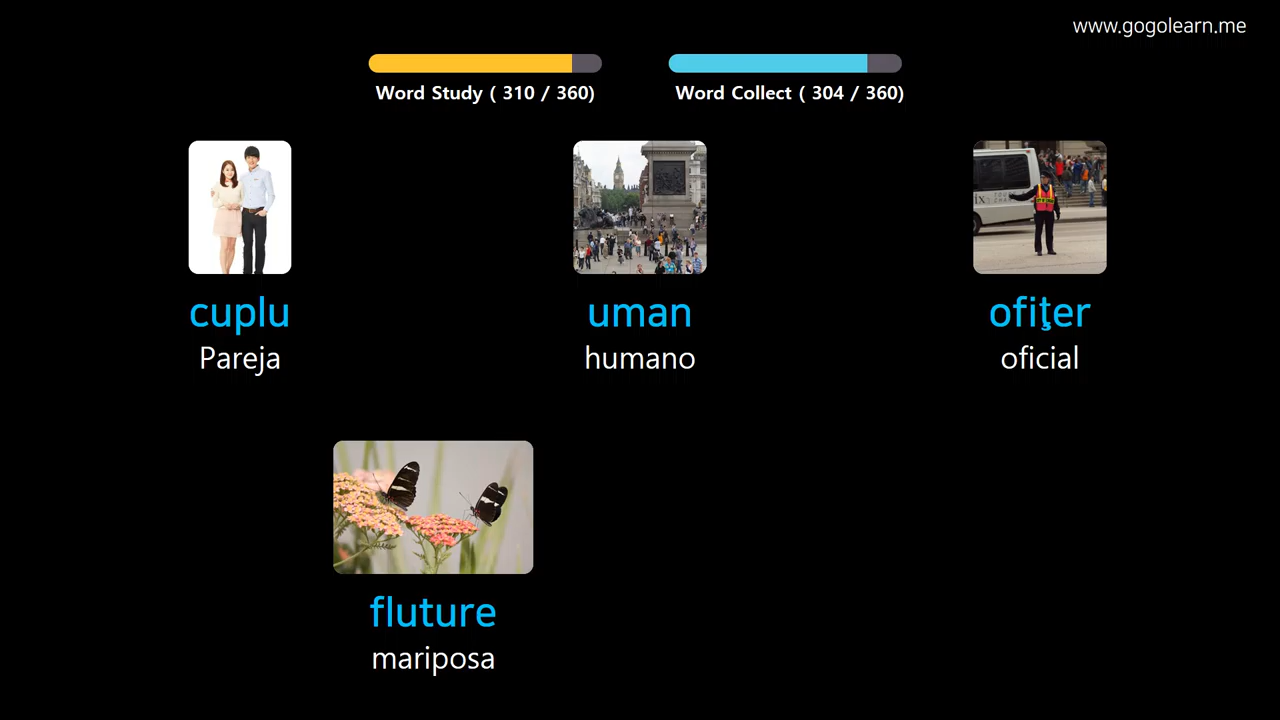 www.gogolearn.me
Word Study ( 310 / 360)
Word Collect ( 304 / 360)
cuplu
Pareja
uman
humano
ofiţer
oficial
fluture
mariposa